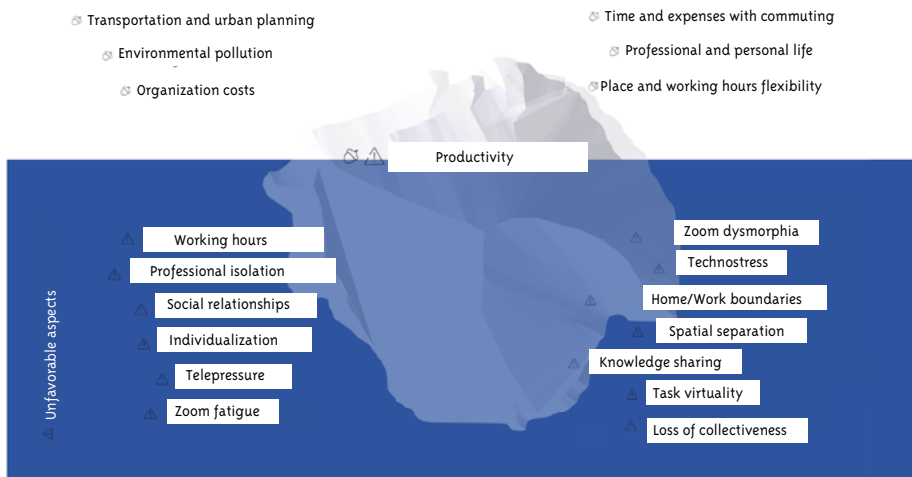 Transportation and urban planning
Environmental pollution
Organization costs
Time and expenses with commuting
Professional and personal life
Place and working hours flexibility
Productivity
Unfavorable aspects
Working hours
Professional isolation
Social relationships
Individualization
Telepressure
Zoom fatigue
Zoom dysmorphia
Technostress
Home/Work boundaries
Spatial separation
Knowledge sharing
Task virtuality
Loss of collectiveness